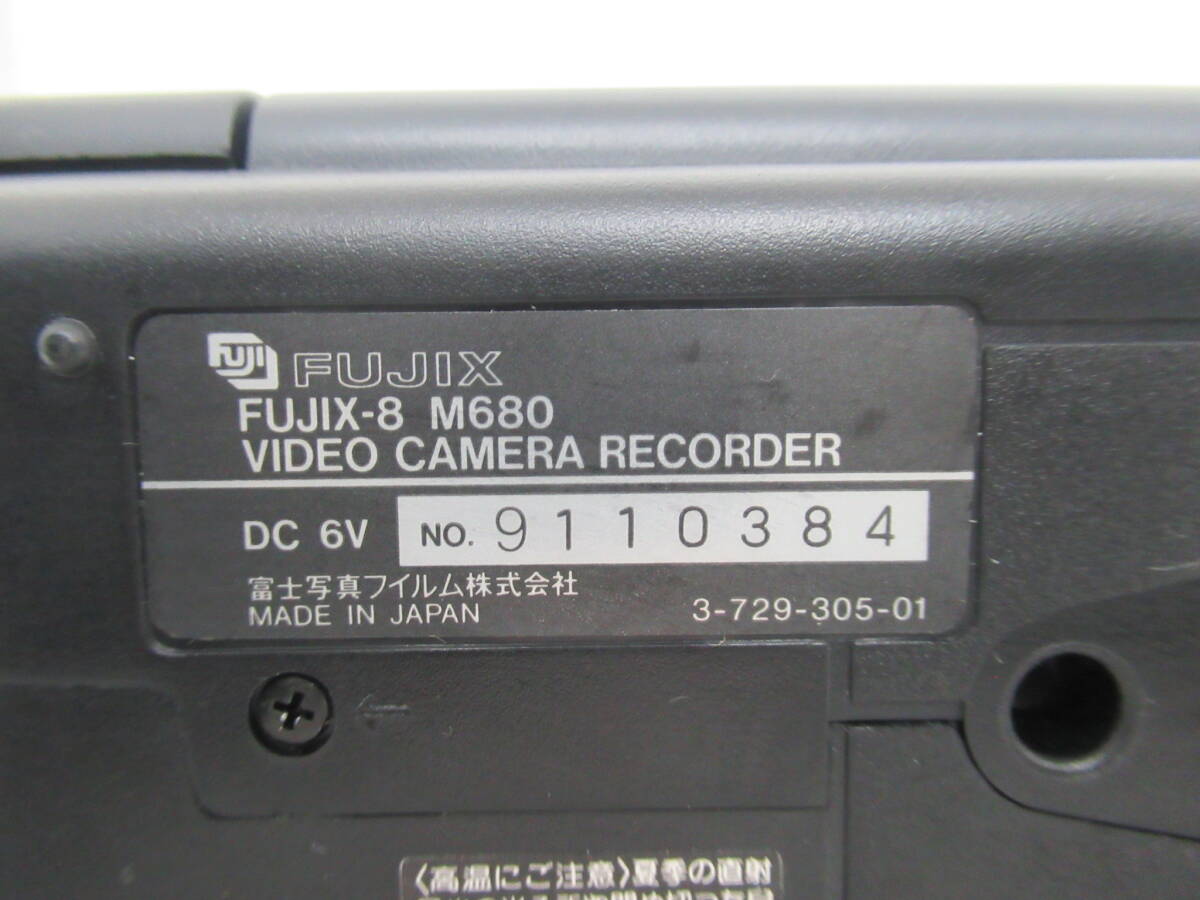 FUJI FUJIX
FUJIX-8 M680
VIDEO CAMERA RECORDER
DC 6V NO. 9110384
富士写真フイルム株式会社
MADE IN JAPAN 3-729-305-01
〈高温にご注意〉夏季の直射